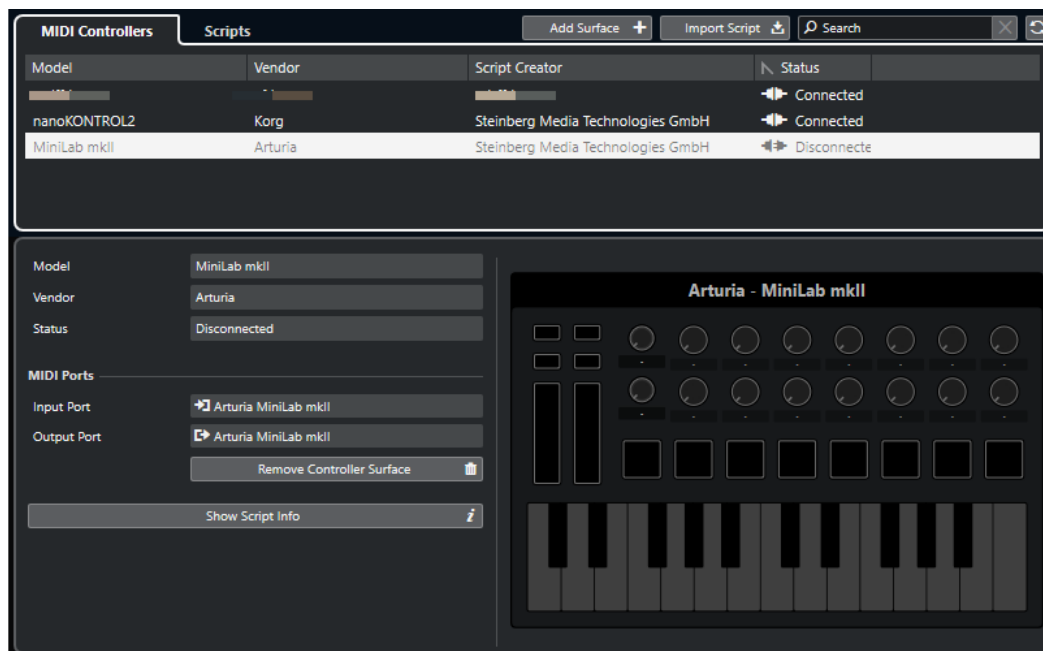 MIDI Controllers Scripts Add Surface Import Script Search
Model Vendor Script Creator Status
Connected
nanoKONTROL2 Korg Steinberg Media Technologies GmbH Connected
MiniLab mkII Arturia Steinberg Media Technologies GmbH Disconnecte
Model MiniLab mkII
Vendor Arturia
Status Disconnected
MIDI Ports
Input Port Arturia MiniLab mkII
Output Port Arturia MiniLab mkII
Remove Controller Surface
Show Script Info
Arturia - MiniLab mkII